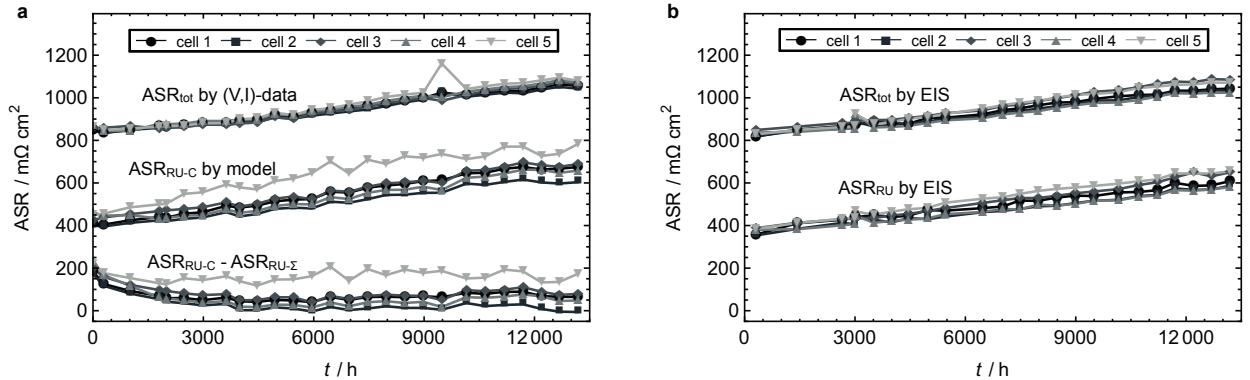 a
cell 1 cell 2 cell 3 cell 4 cell 5
ASRtot by (V,I)-data
ASRRU-C by model
ASRRU-C - ASRRU-Σ
ASR / mΩ cm²
1200
1000
800
600
400
200
0
0 3000 6000 9000 12000
t / h
b
cell 1 cell 2 cell 3 cell 4 cell 5
ASRtot by EIS
ASRRU by EIS
ASR / mΩ cm²
1200
1000
800
600
400
200
0
0 3000 6000 9000 12000
t / h